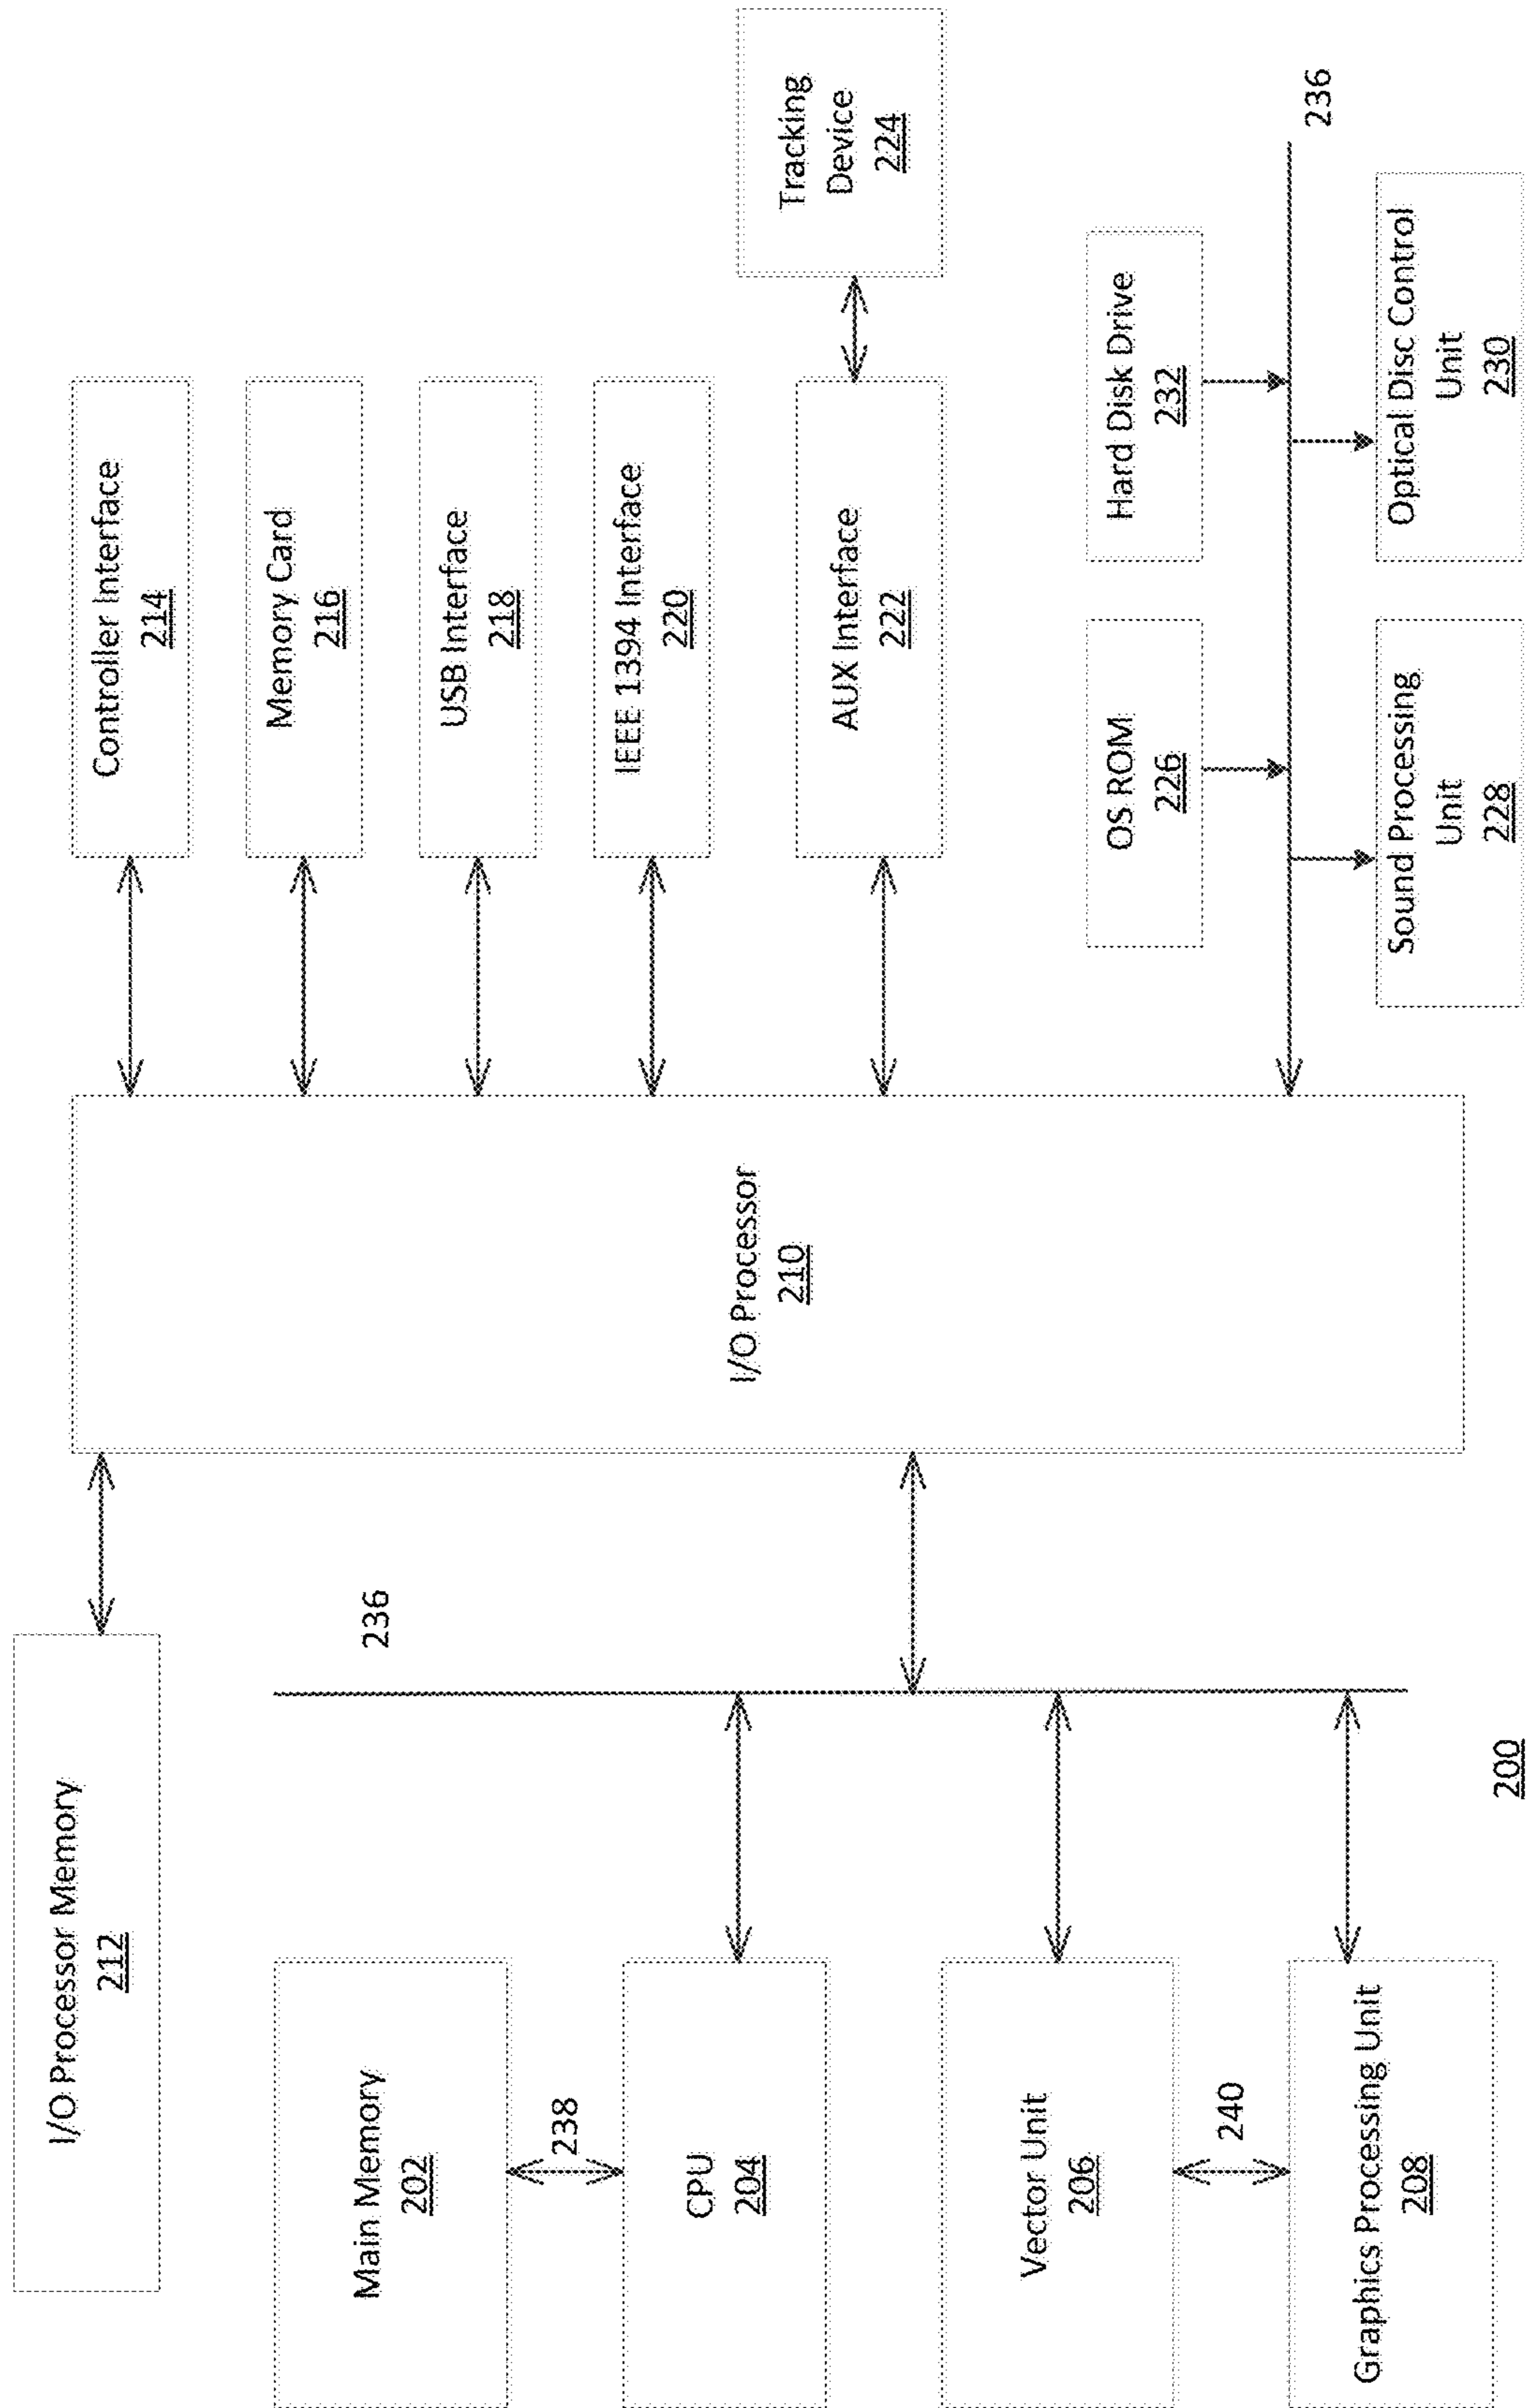 I/O Processor Memory
212
Main Memory
202
238
CPU
204
Vector Unit
206
240
Graphics Processing Unit
208
236
200
I/O Processor
210
Controller Interface
214
Memory Card
216
USB Interface
218
IEEE 1394 Interface
220
AUX Interface
222
Tracking
Device
224
OS ROM
226
Hard Disk Drive
232
236
Sound Processing
Unit
228
Optical Disc Control
Unit
230